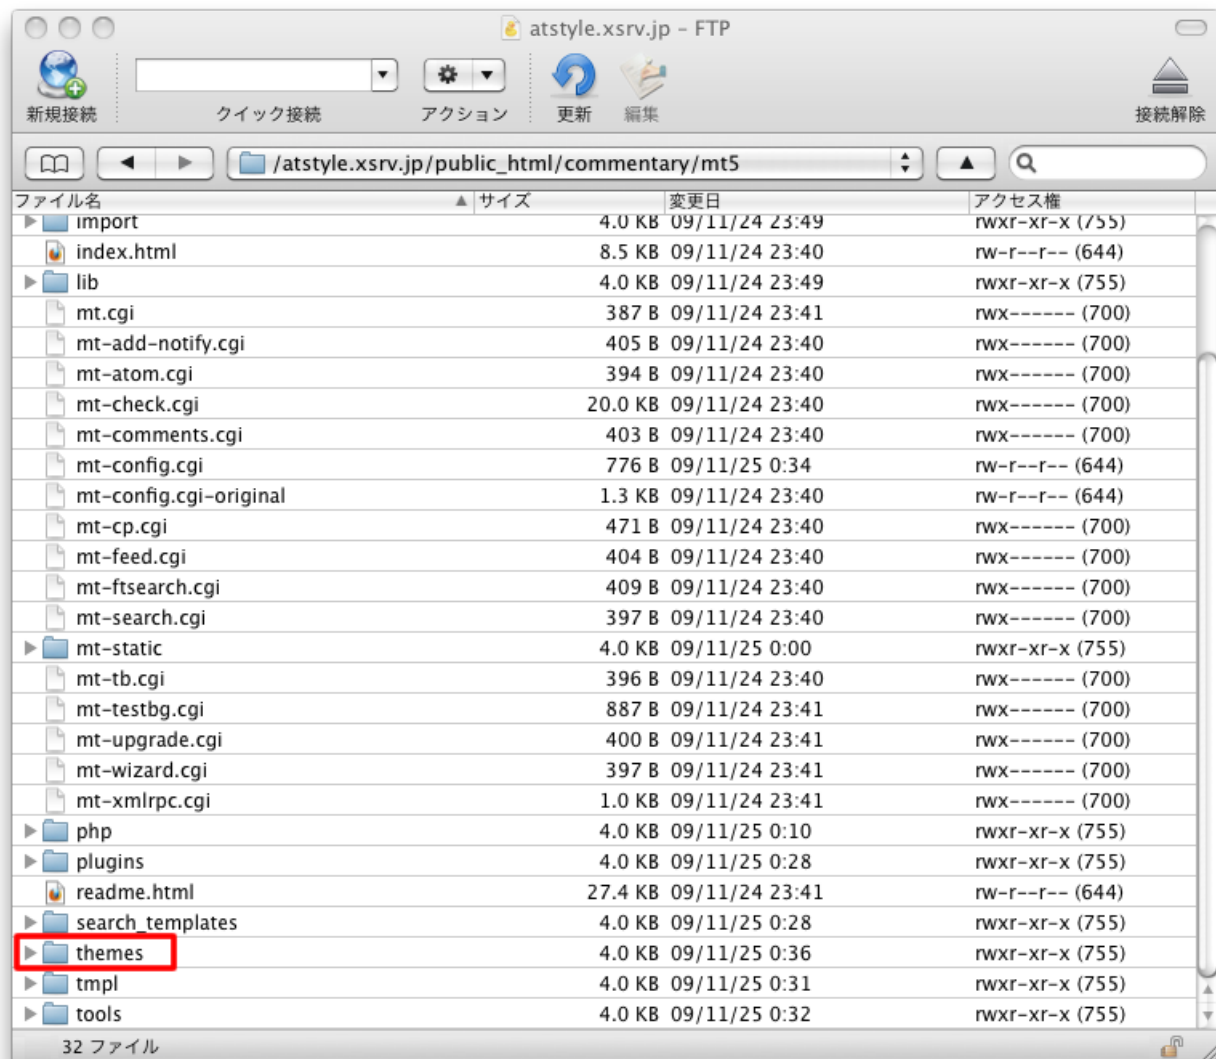 atstyle.xsrv.jp – FTP
新規接続 クイック接続 アクション 更新 編集 接続解除
/atstyle.xsrv.jp/public_html/commentary/mt5
ファイル名 サイズ 変更日 アクセス権
import 4.0 KB 09/11/24 23:49 rwxr-xr-x (755)
index.html 8.5 KB 09/11/24 23:40 rw-r--r-- (644)
lib 4.0 KB 09/11/24 23:49 rwxr-xr-x (755)
mt.cgi 387 B 09/11/24 23:41 rwx------ (700)
mt-add-notify.cgi 405 B 09/11/24 23:40 rwx------ (700)
mt-atom.cgi 394 B 09/11/24 23:40 rwx------ (700)
mt-check.cgi 20.0 KB 09/11/24 23:40 rwx------ (700)
mt-comments.cgi 403 B 09/11/24 23:40 rwx------ (700)
mt-config.cgi 776 B 09/11/25 0:34 rw-r--r-- (644)
mt-config.cgi-original 1.3 KB 09/11/24 23:40 rw-r--r-- (644)
mt-cp.cgi 471 B 09/11/24 23:40 rwx------ (700)
mt-feed.cgi 404 B 09/11/24 23:40 rwx------ (700)
mt-ftsearch.cgi 409 B 09/11/24 23:40 rwx------ (700)
mt-search.cgi 397 B 09/11/24 23:40 rwx------ (700)
mt-static 4.0 KB 09/11/25 0:00 rwxr-xr-x (755)
mt-tb.cgi 396 B 09/11/24 23:40 rwx------ (700)
mt-testbg.cgi 887 B 09/11/24 23:41 rwx------ (700)
mt-upgrade.cgi 400 B 09/11/24 23:41 rwx------ (700)
mt-wizard.cgi 397 B 09/11/24 23:41 rwx------ (700)
mt-xmlrpc.cgi 1.0 KB 09/11/24 23:41 rwx------ (700)
php 4.0 KB 09/11/25 0:10 rwxr-xr-x (755)
plugins 4.0 KB 09/11/25 0:28 rwxr-xr-x (755)
readme.html 27.4 KB 09/11/24 23:41 rw-r--r-- (644)
search_templates 4.0 KB 09/11/25 0:28 rwxr-xr-x (755)
themes 4.0 KB 09/11/25 0:36 rwxr-xr-x (755)
tmpl 4.0 KB 09/11/25 0:31 rwxr-xr-x (755)
tools 4.0 KB 09/11/25 0:32 rwxr-xr-x (755)
32 ファイル